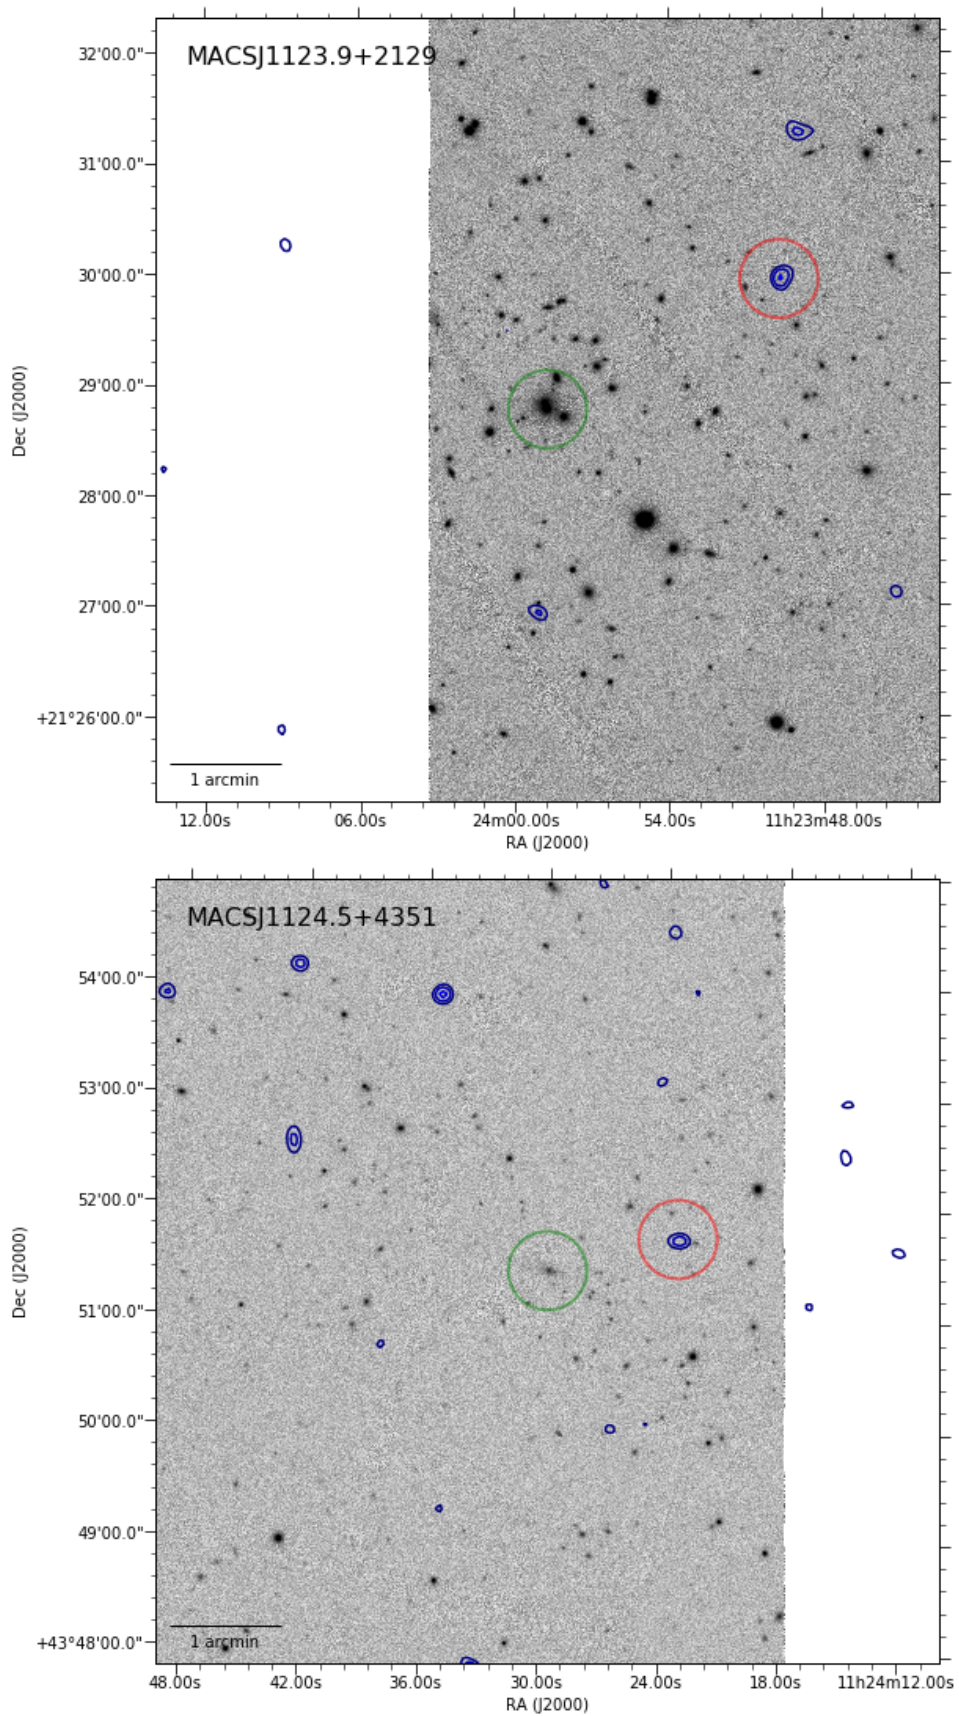 MACSJ1123.9+2129
32'00.0"
31'00.0"
30'00.0"
29'00.0"
28'00.0"
27'00.0"
+21°26'00.0"
Dec (J2000)
1 arcmin
12.00s 06.00s 24m00.00s 54.00s 11h23m48.00s
RA (J2000)
MACSJ1124.5+4351
54'00.0"
53'00.0"
52'00.0"
51'00.0"
50'00.0"
49'00.0"
+43°48'00.0"
Dec (J2000)
1 arcmin
48.00s 42.00s 36.00s 30.00s 24.00s 18.00s 11h24m12.00s
RA (J2000)